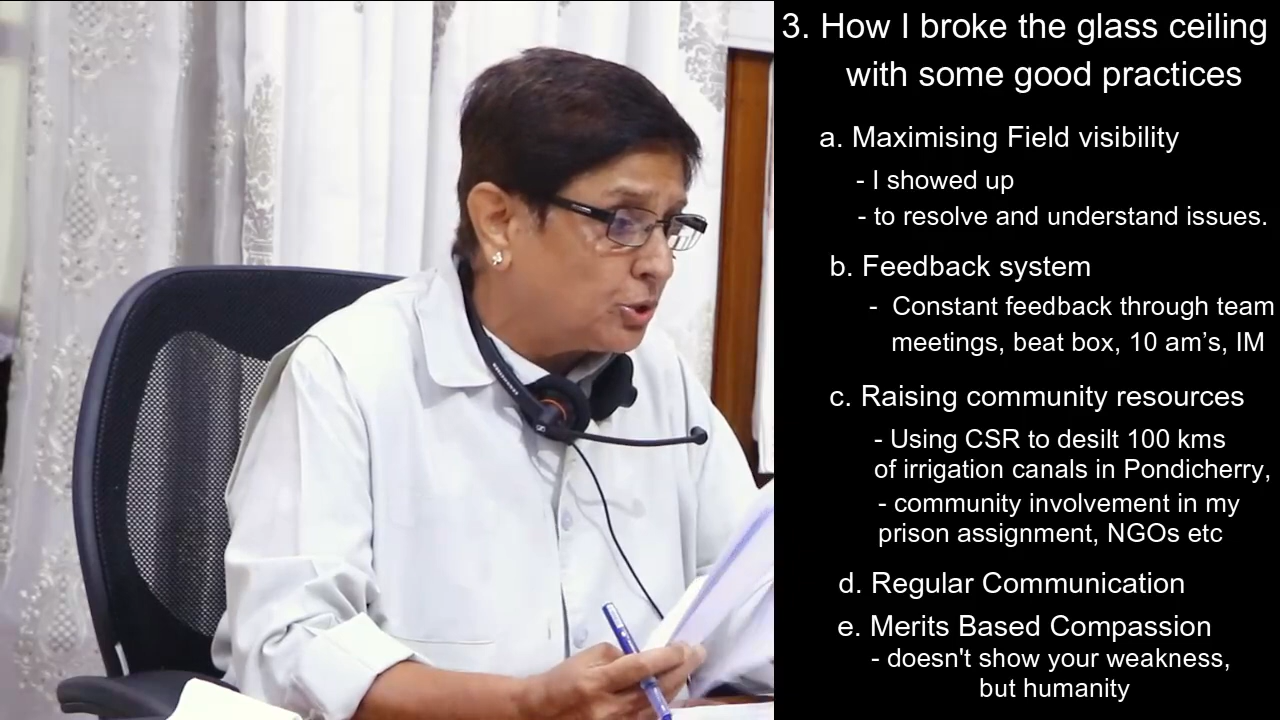 3. How I broke the glass ceiling
with some good practices
a. Maximising Field visibility
- I showed up
- to resolve and understand issues.
b. Feedback system
- Constant feedback through team
meetings, beat box, 10 am's, IM
c. Raising community resources
- Using CSR to desilt 100 kms
of irrigation canals in Pondicherry,
- community involvement in my
prison assignment, NGOs etc
d. Regular Communication
e. Merits Based Compassion
- doesn't show your weakness,
but humanity